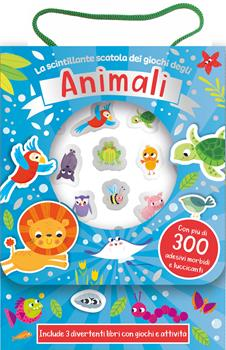 La scintillante scatola dei giochi degli
Animali
Con più di
300
adesivi morbidi
e luccicanti
Include 3 divertenti libri con giochi e attività